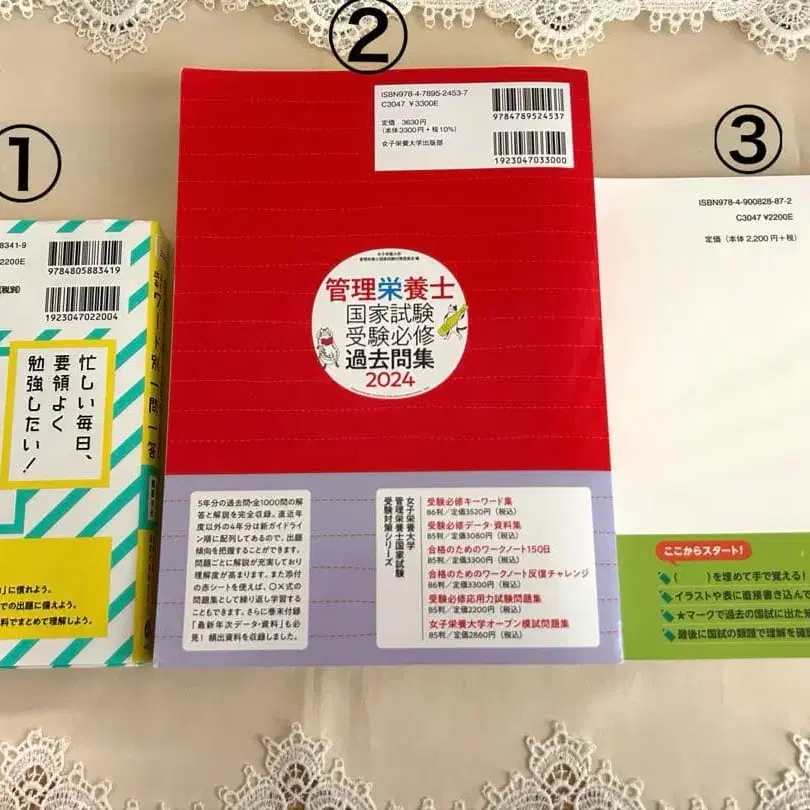 ①
8341-9
2200E
9784805883419
(税別)
1923047022004
ワード別一問一答
忙しい毎日、
要領よく
勉強したい!
に慣れよう。
での出題に備えよう。
料でまとめて理解しよう。
②
ISBN978-4-7895-2453-7
C3047 ¥3300E
定価 3630円
(本体3300円+税10%)
女子栄養大学出版部
9784789524537
1923047033000
女子栄養大学
管理栄養士国家試験対策委員会 編
管理栄養士
国家試験
受験必修
過去問集
2024
5年分の過去問・全1000問の解
答と解説を完全収録。直近年
度以外の4年分は新ガイドライ
ン順に配列してあるので、出題
傾向を把握することができます。
問題ごとに解説が充実しており
理解度が高まります。また添付
の赤シートを使えば、○×式の
問題集として繰り返し学習する
こともできます。さらに巻末付録
「最新年次データ・資料」も必
見!頻出資料を収録しました。
女子栄養大学
管理栄養士国家試験
受験対策シリーズ
受験必修キーワード集
B6判/定価3520円(税込)
受験必修データ・資料集
B5判/定価3080円(税込)
合格のためのワークノート150日
B5判/定価3300円(税込)
合格のためのワークノート反復チャレンジ
B6判/定価3300円(税込)
受験必修応用力試験問題集
B5判/定価2200円(税込)
女子栄養大学オープン模試問題集
B5判/定価2860円(税込)
③
ISBN978-4-900828-87-2
C3047 ¥2200E
定価(本体 2,200円+税)
ここからスタート!
( )を埋めて手で覚える!
イラストや表に直接書き込んで
★マークで過去の国試に出た知
最後に国試の類題で理解を確認